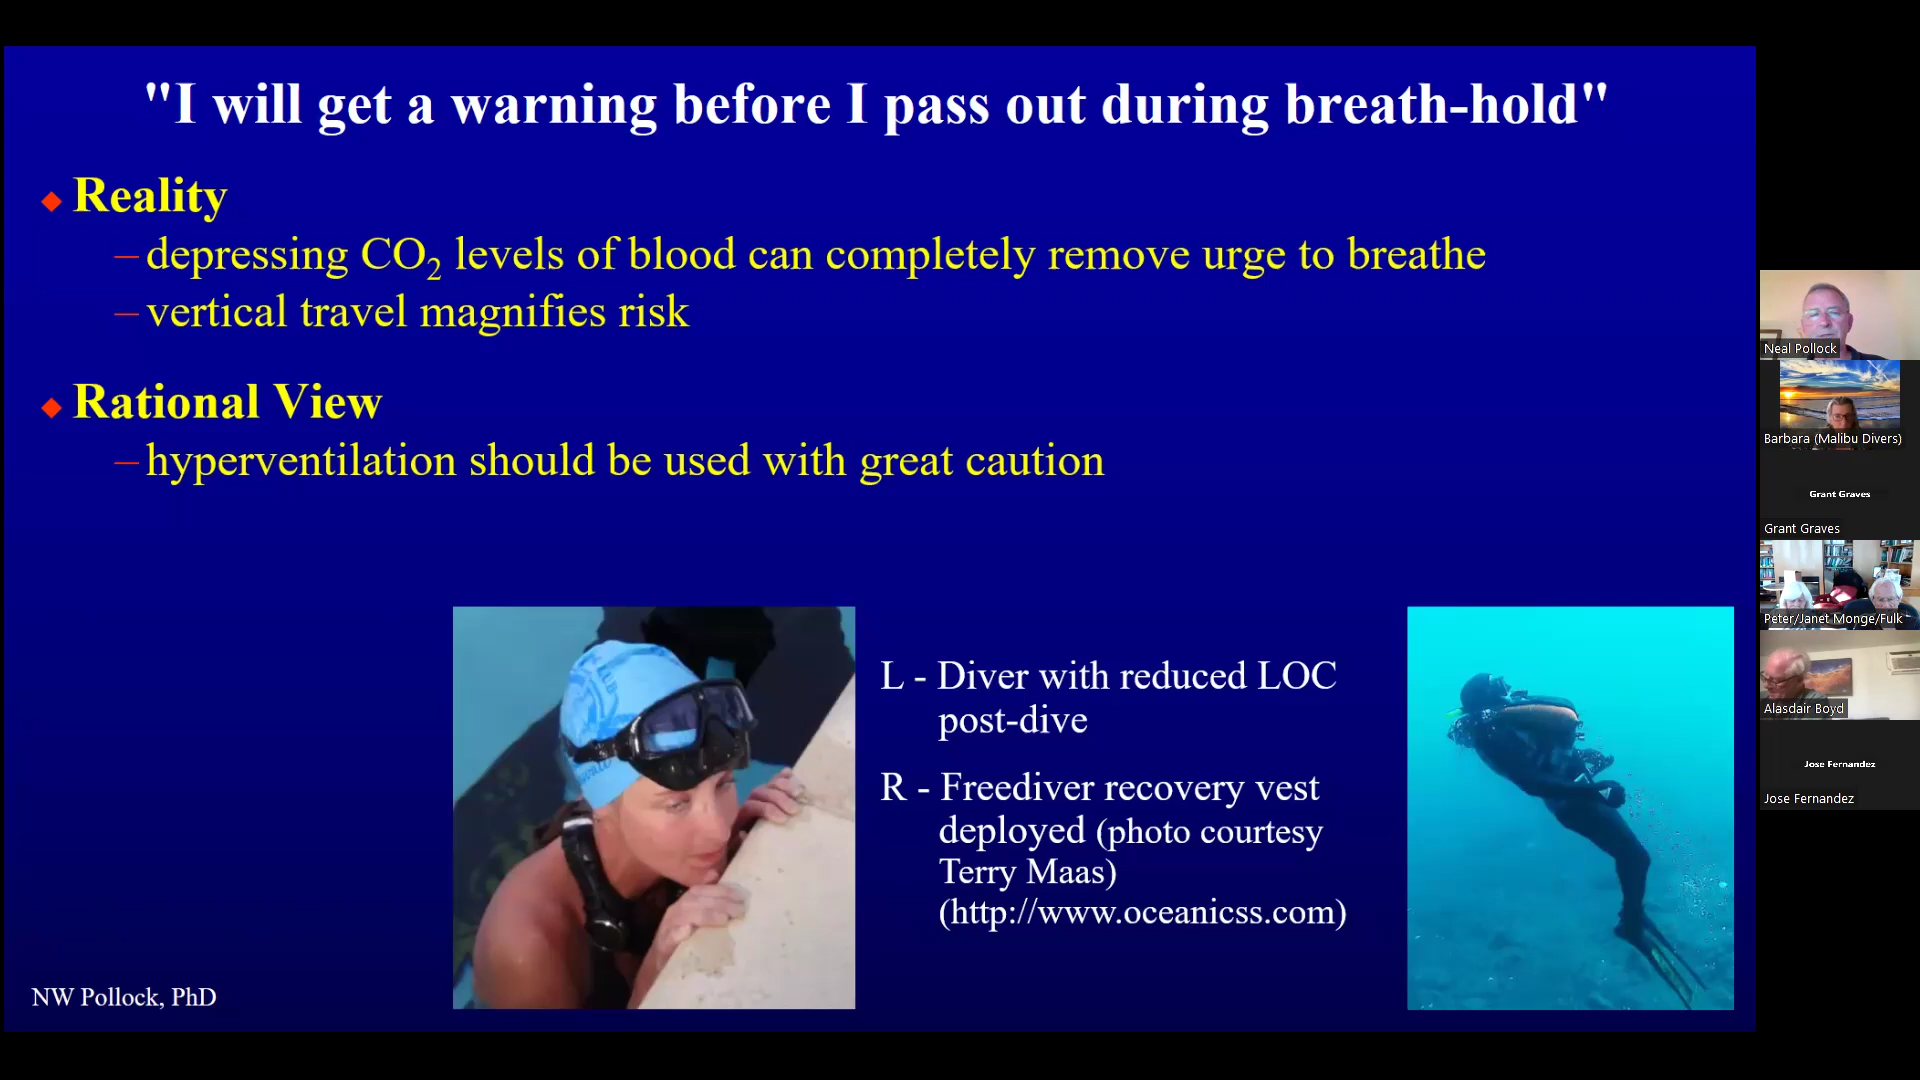 "I will get a warning before I pass out during breath-hold"
Reality
– depressing CO₂ levels of blood can completely remove urge to breathe
– vertical travel magnifies risk
Rational View
– hyperventilation should be used with great caution
L - Diver with reduced LOC
post-dive
R - Freediver recovery vest
deployed (photo courtesy
Terry Maas)
(http://www.oceanicss.com)
NW Pollock, PhD
Neal Pollock
Barbara (Malibu Divers)
Grant Graves
Grant Graves
Peter/Janet Monge/Fulk
Alasdair Boyd
Jose Fernandez
Jose Fernandez